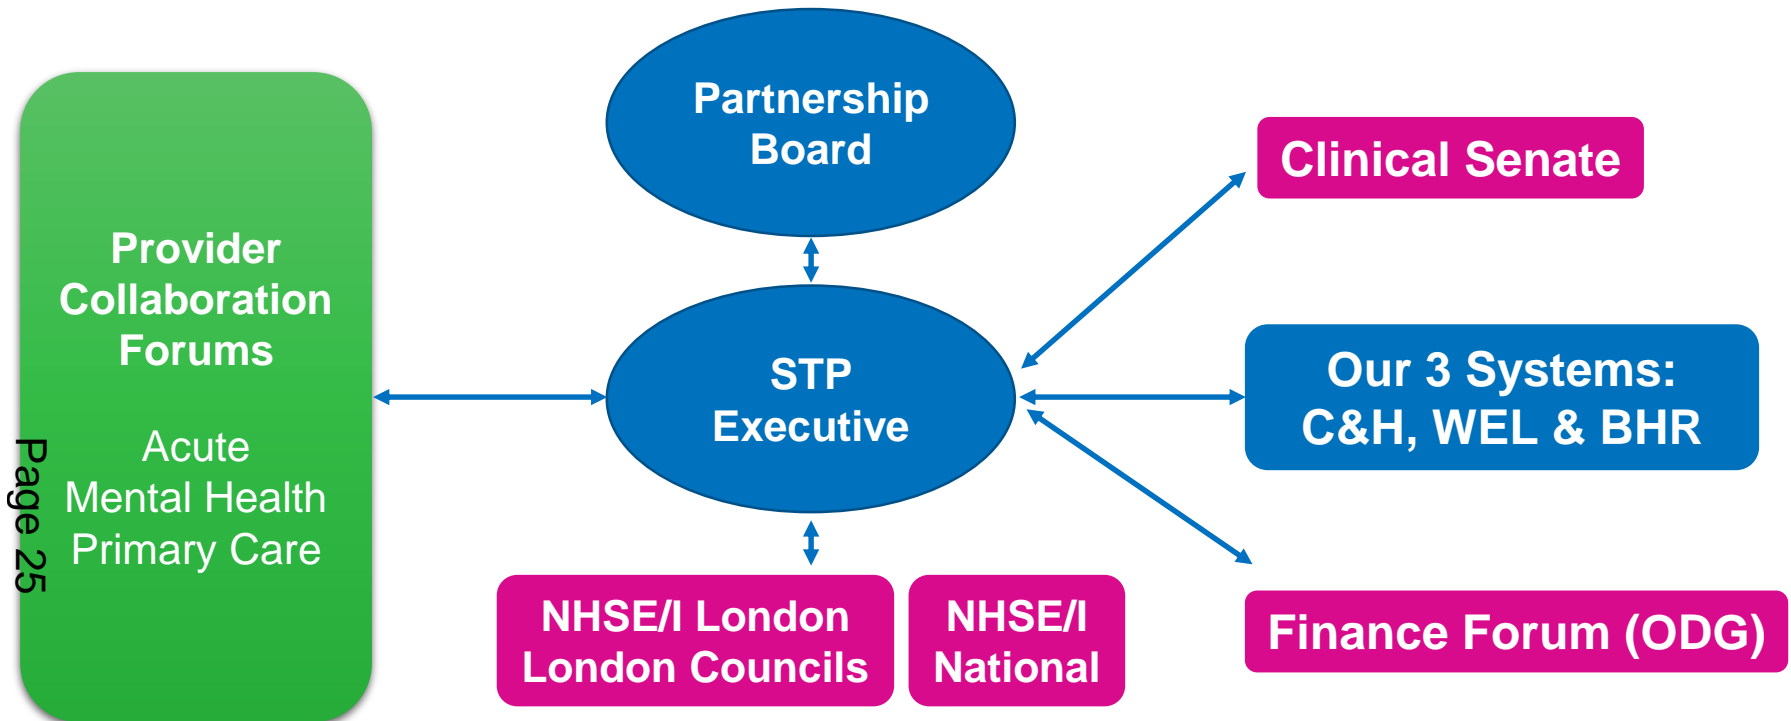 Partnership
Board
Clinical Senate
Provider
Collaboration
Forums
Acute
Mental Health
Primary Care
STP
Executive
Our 3 Systems:
C&H, WEL & BHR
NHSE/I London
London Councils
NHSE/I
National
Finance Forum (ODG)
Page 25